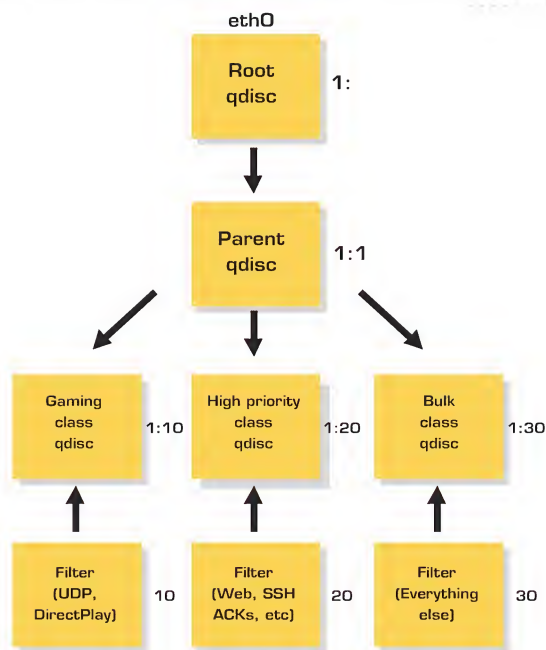 eth0
Root
qdisc
1:
Parent
qdisc
1:1
Gaming
class
qdisc
1:10
High priority
class
qdisc
1:20
Bulk
class
qdisc
1:30
Filter
(UDP,
DirectPlay)
10
Filter
(Web, SSH
ACKs, etc)
20
Filter
(Everything
else)
30